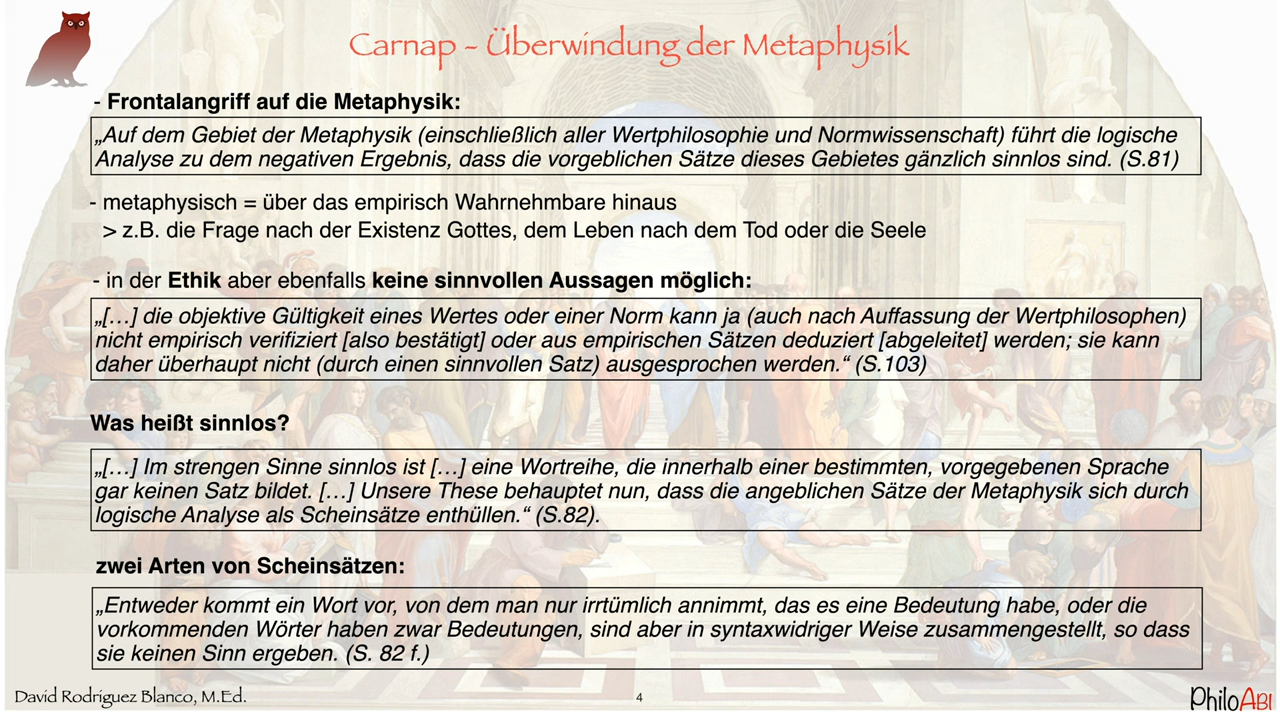 Carnap - Überwindung der Metaphysik
- Frontalangriff auf die Metaphysik:
„Auf dem Gebiet der Metaphysik (einschließlich aller Wertphilosophie und Normwissenschaft) führt die logische
Analyse zu dem negativen Ergebnis, dass die vorgeblichen Sätze dieses Gebietes gänzlich sinnlos sind. (S.81)
- metaphysisch = über das empirisch Wahrnehmbare hinaus
> z.B. die Frage nach der Existenz Gottes, dem Leben nach dem Tod oder die Seele
- in der Ethik aber ebenfalls keine sinnvollen Aussagen möglich:
„[…] die objektive Gültigkeit eines Wertes oder einer Norm kann ja (auch nach Auffassung der Wertphilosophen)
nicht empirisch verifiziert [also bestätigt] oder aus empirischen Sätzen deduziert [abgeleitet] werden; sie kann
daher überhaupt nicht (durch einen sinnvollen Satz) ausgesprochen werden.“ (S.103)
Was heißt sinnlos?
„[…] Im strengen Sinne sinnlos ist […] eine Wortreihe, die innerhalb einer bestimmten, vorgegebenen Sprache
gar keinen Satz bildet. […] Unsere These behauptet nun, dass die angeblichen Sätze der Metaphysik sich durch
logische Analyse als Scheinsätze enthüllen.“ (S.82).
zwei Arten von Scheinsätzen:
„Entweder kommt ein Wort vor, von dem man nur irrtümlich annimmt, das es eine Bedeutung habe, oder die
vorkommenden Wörter haben zwar Bedeutungen, sind aber in syntaxwidriger Weise zusammengestellt, so dass
sie keinen Sinn ergeben. (S. 82 f.)
David Rodríguez Blanco, M.Ed.
4
PhiloABI